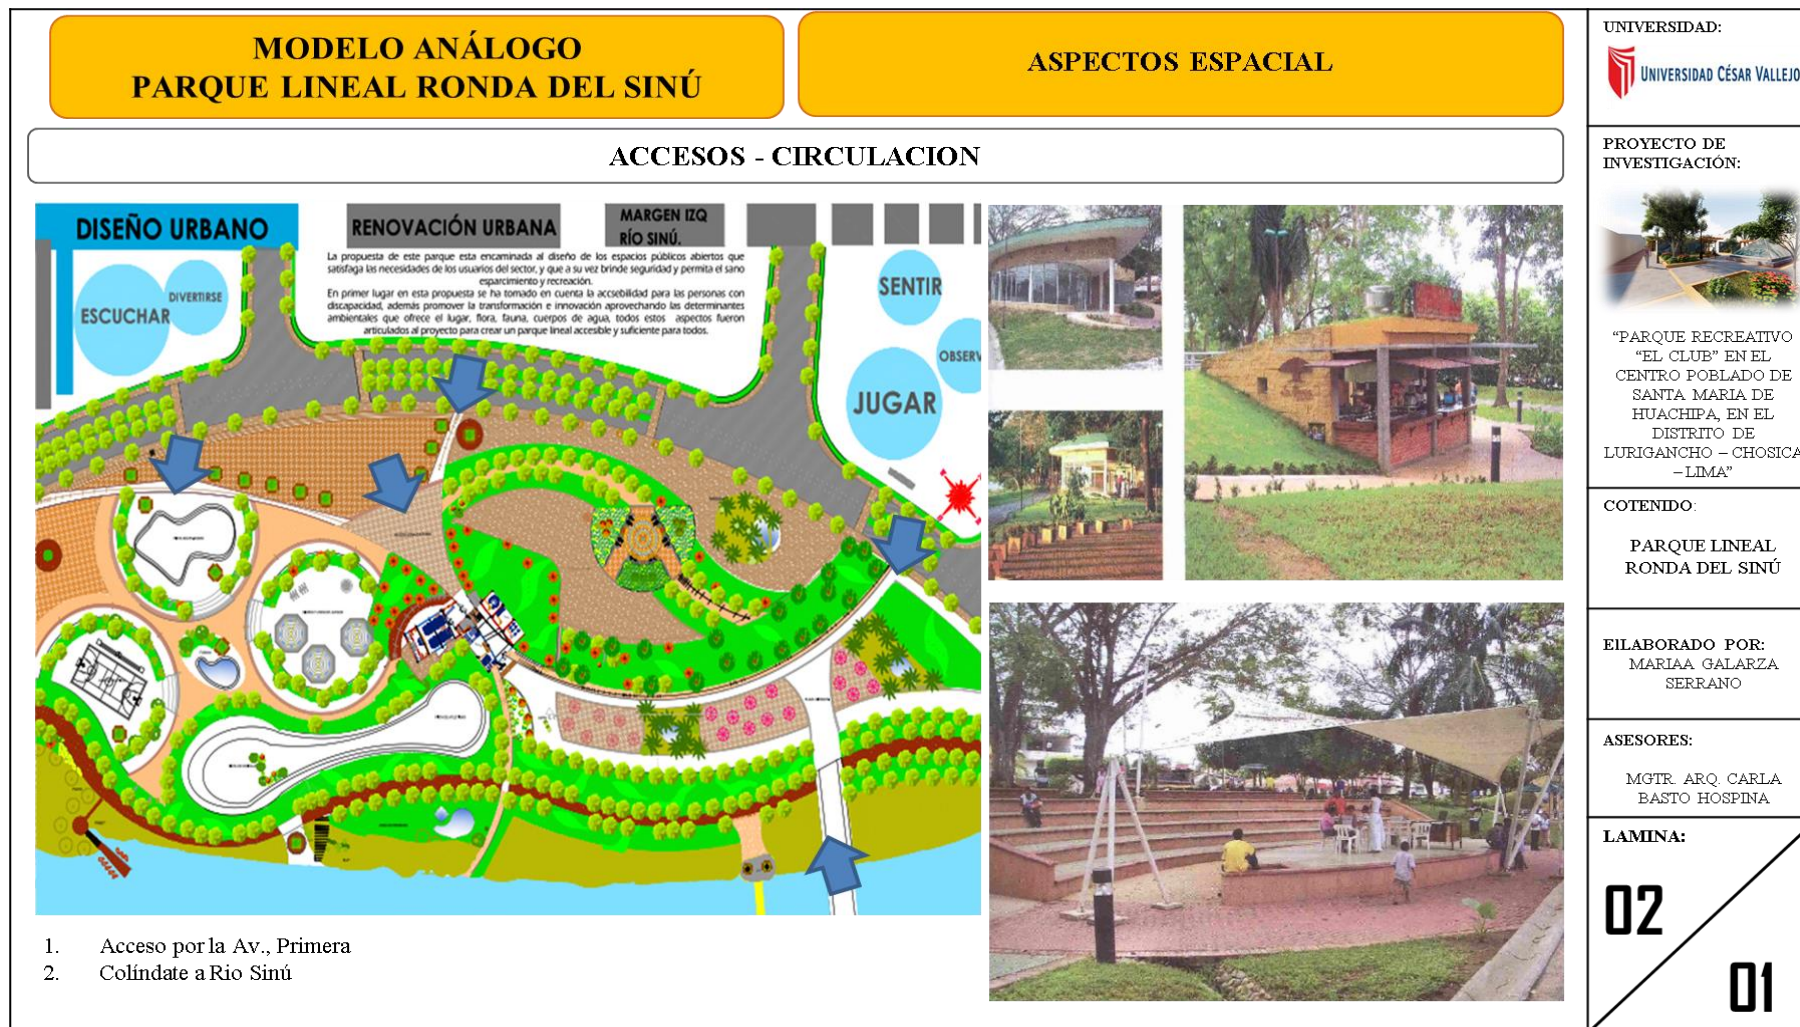 MODELO ANÁLOGO
PARQUE LINEAL RONDA DEL SINÚ
ASPECTOS ESPACIAL
ACCESOS - CIRCULACION
DISEÑO URBANO
RENOVACIÓN URBANA
MARGEN IZQ
RÍO SINÚ.
La propuesta de este parque esta encaminada al diseño de los espacios públicos abiertos que
satisfaga las necesidades de los usuarios del sector, y que a su vez brinde seguridad y permita el sano
esparcimiento y recreación.
En primer lugar en esta propuesta se ha tomado en cuenta la accsebilidad para las personas con
discapacidad, además promover la transformación e innovación aprovechando las determinantes
ambientales que ofrece el lugar, flora, fauna, cuerpos de agua, todos estos aspectos fueron
articulados al proyecto para crear un parque lineal accesible y suficiente para todos.
ESCUCHAR
DIVERTIRSE
SENTIR
OBSERV
JUGAR
1. Acceso por la Av., Primera
2. Colíndate a Rio Sinú
UNIVERSIDAD:
UNIVERSIDAD CÉSAR VALLEJO
PROYECTO DE
INVESTIGACIÓN:
“PARQUE RECREATIVO
“EL CLUB” EN EL
CENTRO POBLADO DE
SANTA MARIA DE
HUACHIPA, EN EL
DISTRITO DE
LURIGANCHO – CHOSICA
– LIMA”
COTENIDO:
PARQUE LINEAL
RONDA DEL SINÚ
EILABORADO POR:
MARIAA GALARZA
SERRANO
ASESORES:
MGTR. ARQ. CARLA
BASTO HOSPINA
LAMINA:
02
01